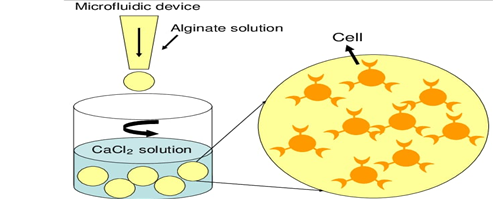 Microfluidic device
Alginate solution
Cell
CaCl₂ solution